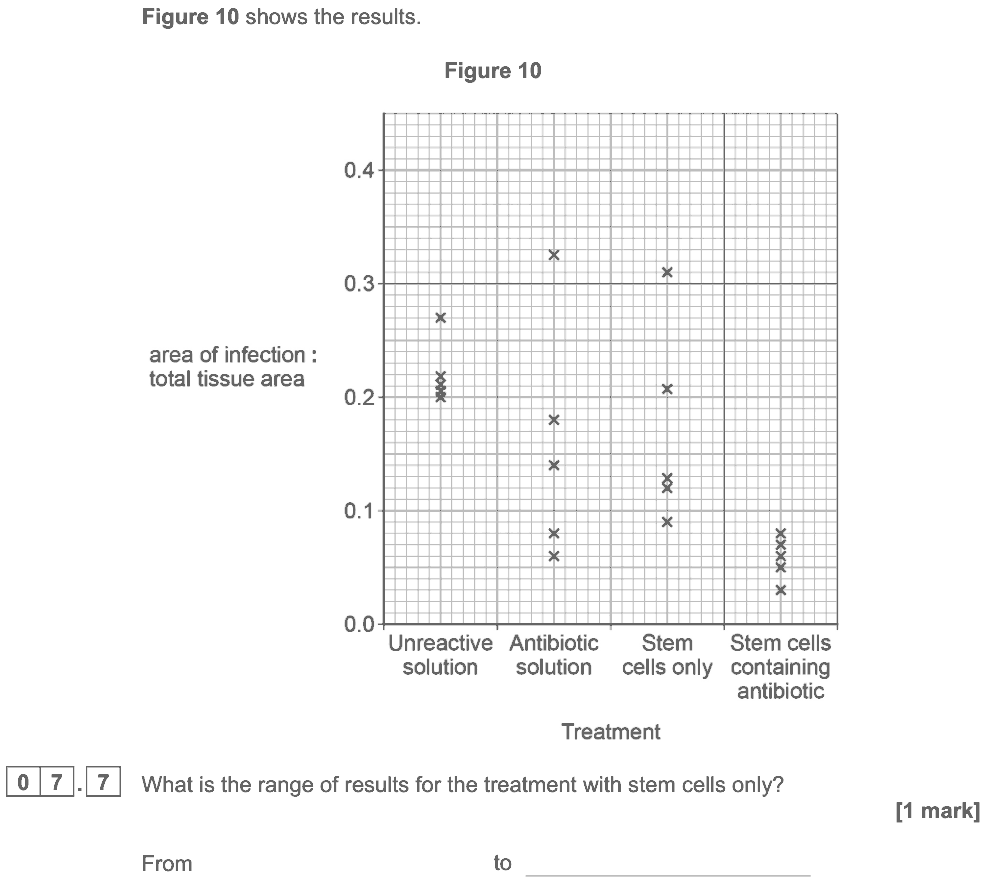 Figure 10 shows the results.
Figure 10
0.4
0.3
area of infection :
total tissue area
0.2
0.1
0.0
Unreactive solution
Antibiotic solution
Stem cells only
Stem cells containing antibiotic
Treatment
0 7 . 7 What is the range of results for the treatment with stem cells only?
[1 mark]
From to